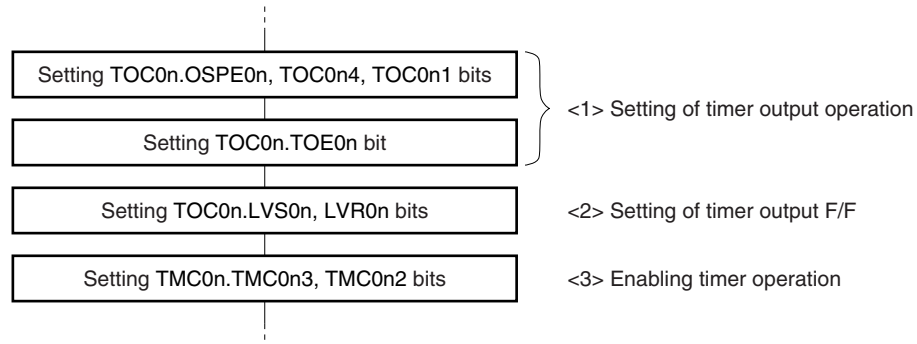 Setting TOC0n.OSPE0n, TOC0n4, TOC0n1 bits
<1> Setting of timer output operation
Setting TOC0n.TOE0n bit
Setting TOC0n.LVS0n, LVR0n bits
<2> Setting of timer output F/F
Setting TMC0n.TMC0n3, TMC0n2 bits
<3> Enabling timer operation